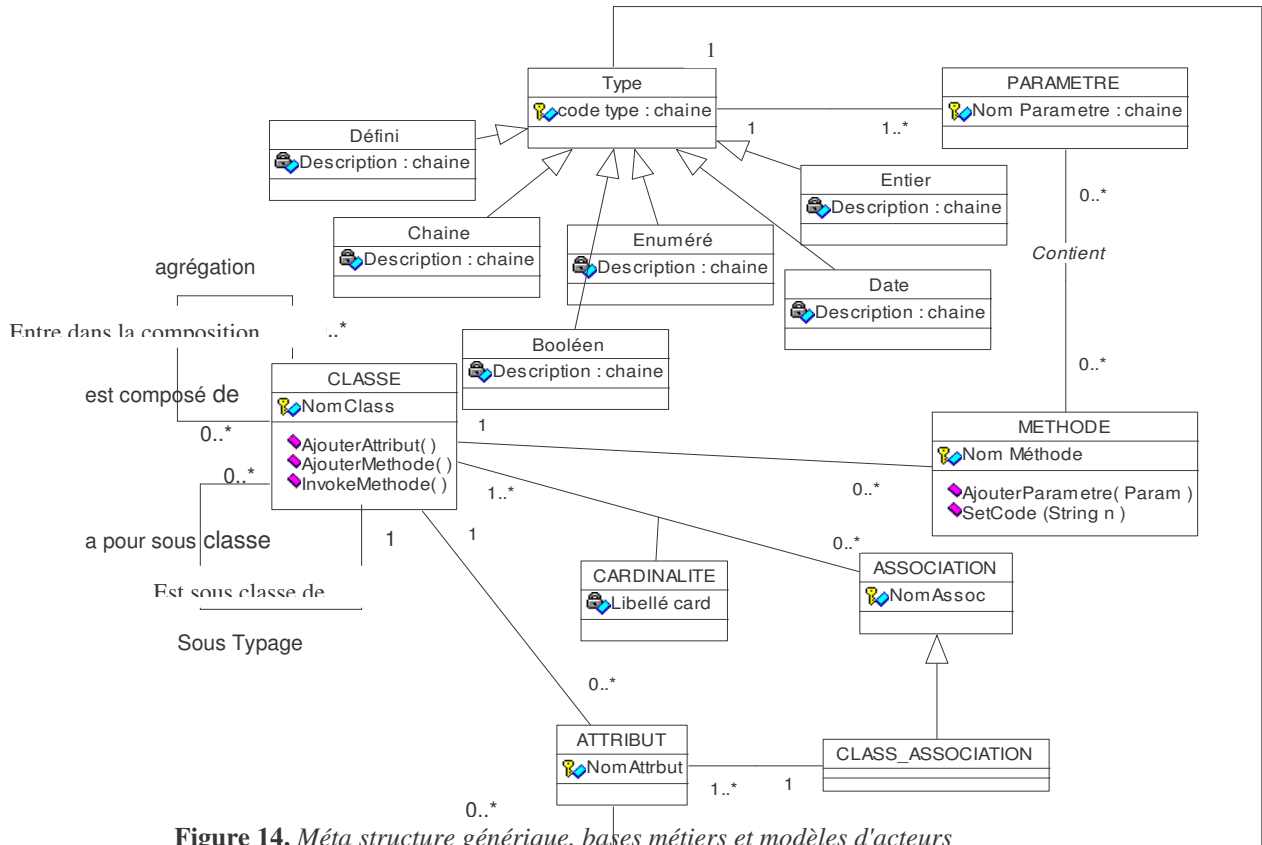 1
Type
code type : chaine
PARAMETRE
Nom Parametre : chaine
1
1..*
Défini
Description : chaine
Entier
Description : chaine
0..*
Chaine
Description : chaine
Enuméré
Description : chaine
Contient
agrégation
Date
Description : chaine
Entre dans la composition
..*
Booléen
Description : chaine
0..*
est composé de
CLASSE
NomClass
AjouterAttribut( )
AjouterMethode( )
InvokeMethode( )
1
0..*
0..*
METHODE
Nom Méthode
AjouterParametre( Param )
SetCode (String n )
0..*
1..*
a pour sous classe
1
1
0..*
Est sous classe de
CARDINALITE
Libellé card
ASSOCIATION
NomAssoc
Sous Typage
0..*
ATTRIBUT
NomAttrbut
CLASS_ASSOCIATION
1..*
1
0..*
Figure 14. Méta structure générique, bases métiers et modèles d'acteurs